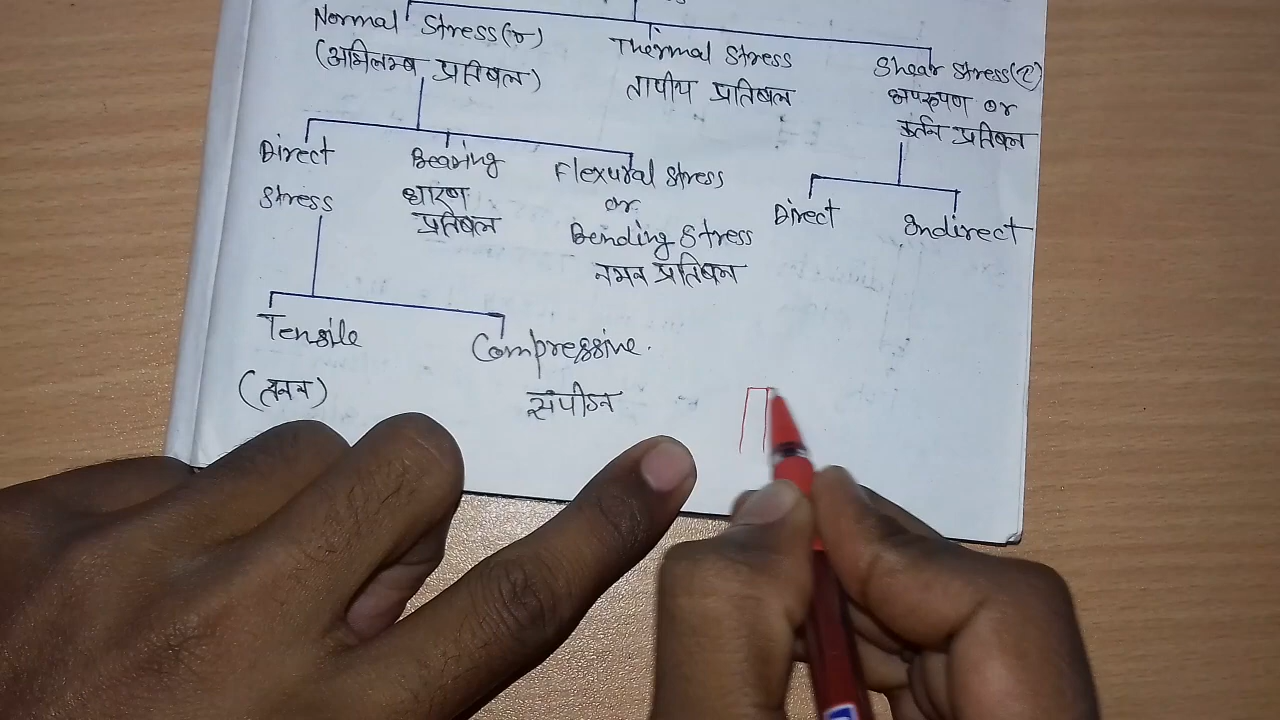 Normal Stress(σ)
(अभिलम्ब प्रतिबल)
Thermal Stress
तापीय प्रतिबल
Shear Stress(τ)
अपरूपण or
कर्तन प्रतिबल
Direct
Stress
Bearing
धारण
प्रतिबल
Flexural Stress
or
Bending Stress
नमन प्रतिबल
Direct
Indirect
Tensile
(तनन)
Compressive.
संपीडन